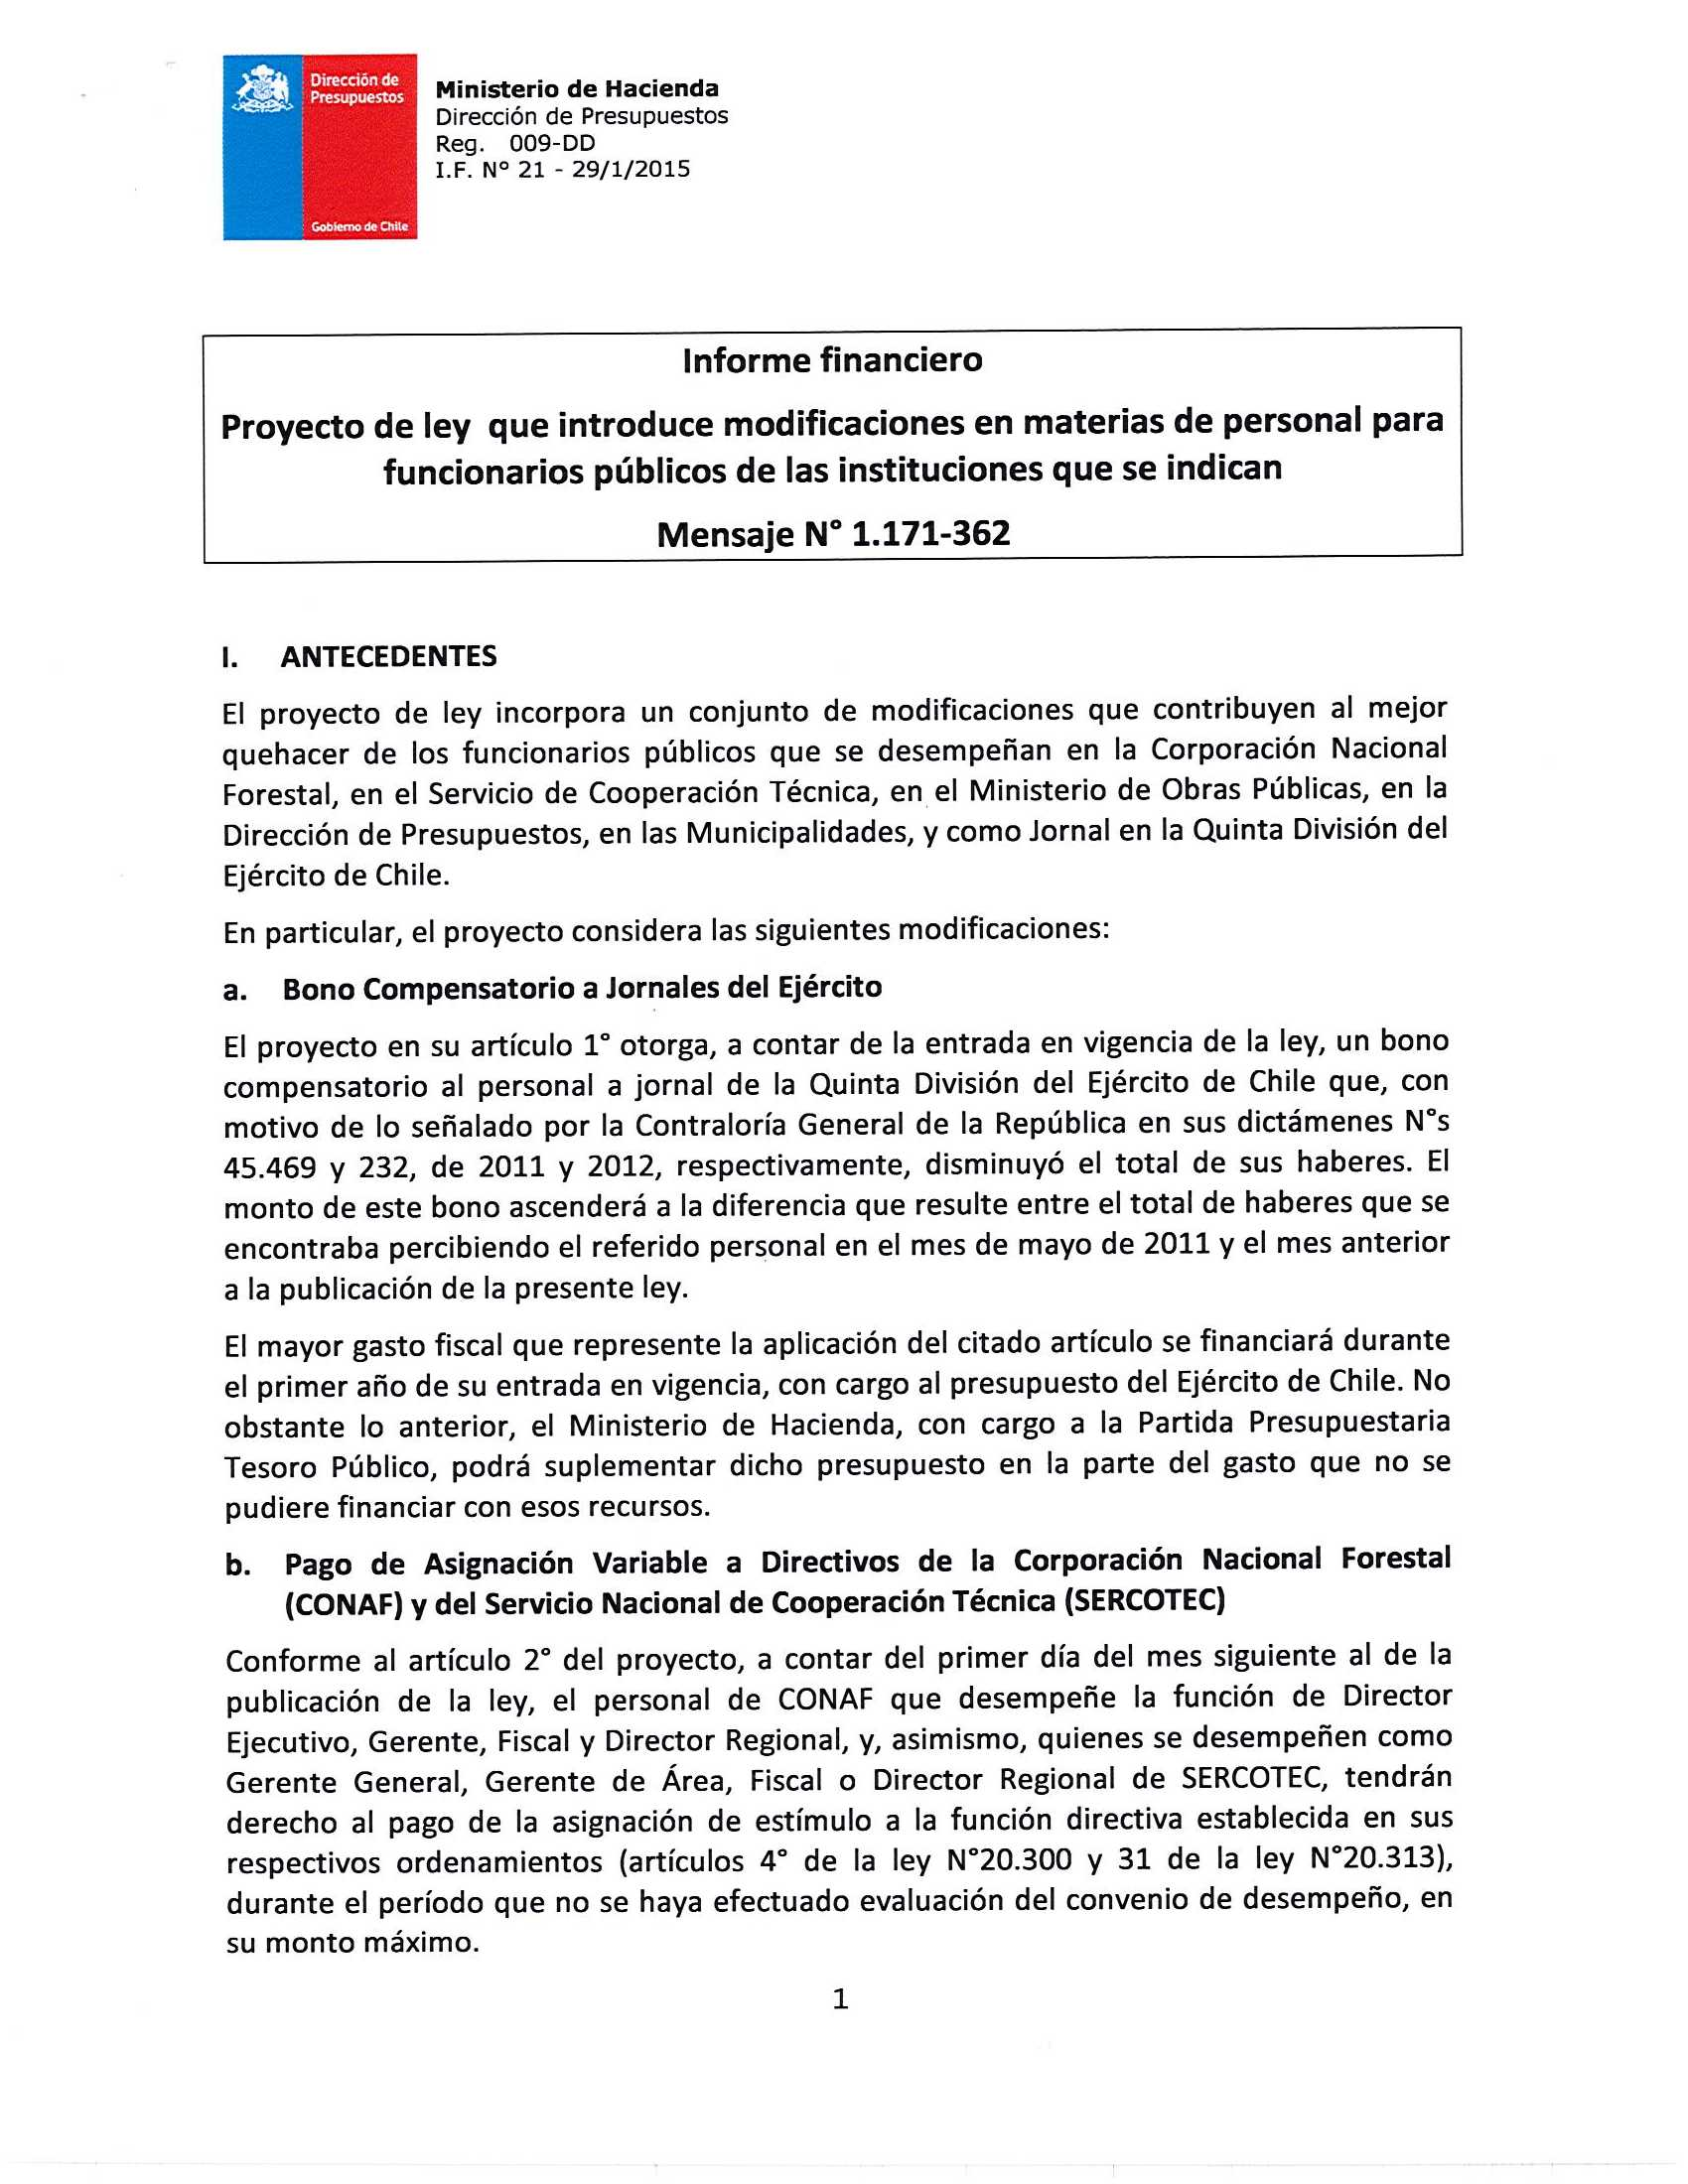 Dirección de
Presupuestos
Gobierno de Chile
Ministerio de Hacienda
Dirección de Presupuestos
Reg. 009-DD
I.F. N° 21 - 29/1/2015
Informe financiero
Proyecto de ley que introduce modificaciones en materias de personal para
funcionarios públicos de las instituciones que se indican
Mensaje N° 1.171-362
I. ANTECEDENTES
El proyecto de ley incorpora un conjunto de modificaciones que contribuyen al mejor
quehacer de los funcionarios públicos que se desempeñan en la Corporación Nacional
Forestal, en el Servicio de Cooperación Técnica, en el Ministerio de Obras Públicas, en la
Dirección de Presupuestos, en las Municipalidades, y como Jornal en la Quinta División del
Ejército de Chile.
En particular, el proyecto considera las siguientes modificaciones:
a. Bono Compensatorio a Jornales del Ejército
El proyecto en su artículo 1° otorga, a contar de la entrada en vigencia de la ley, un bono
compensatorio al personal a jornal de la Quinta División del Ejército de Chile que, con
motivo de lo señalado por la Contraloría General de la República en sus dictámenes N°s
45.469 y 232, de 2011 y 2012, respectivamente, disminuyó el total de sus haberes. El
monto de este bono ascenderá a la diferencia que resulte entre el total de haberes que se
encontraba percibiendo el referido personal en el mes de mayo de 2011 y el mes anterior
a la publicación de la presente ley.
El mayor gasto fiscal que represente la aplicación del citado artículo se financiará durante
el primer año de su entrada en vigencia, con cargo al presupuesto del Ejército de Chile. No
obstante lo anterior, el Ministerio de Hacienda, con cargo a la Partida Presupuestaria
Tesoro Público, podrá suplementar dicho presupuesto en la parte del gasto que no se
pudiere financiar con esos recursos.
b. Pago de Asignación Variable a Directivos de la Corporación Nacional Forestal
(CONAF) y del Servicio Nacional de Cooperación Técnica (SERCOTEC)
Conforme al artículo 2° del proyecto, a contar del primer día del mes siguiente al de la
publicación de la ley, el personal de CONAF que desempeñe la función de Director
Ejecutivo, Gerente, Fiscal y Director Regional, y, asimismo, quienes se desempeñen como
Gerente General, Gerente de Área, Fiscal o Director Regional de SERCOTEC, tendrán
derecho al pago de la asignación de estímulo a la función directiva establecida en sus
respectivos ordenamientos (artículos 4° de la ley N°20.300 y 31 de la ley N°20.313),
durante el período que no se haya efectuado evaluación del convenio de desempeño, en
su monto máximo.
1